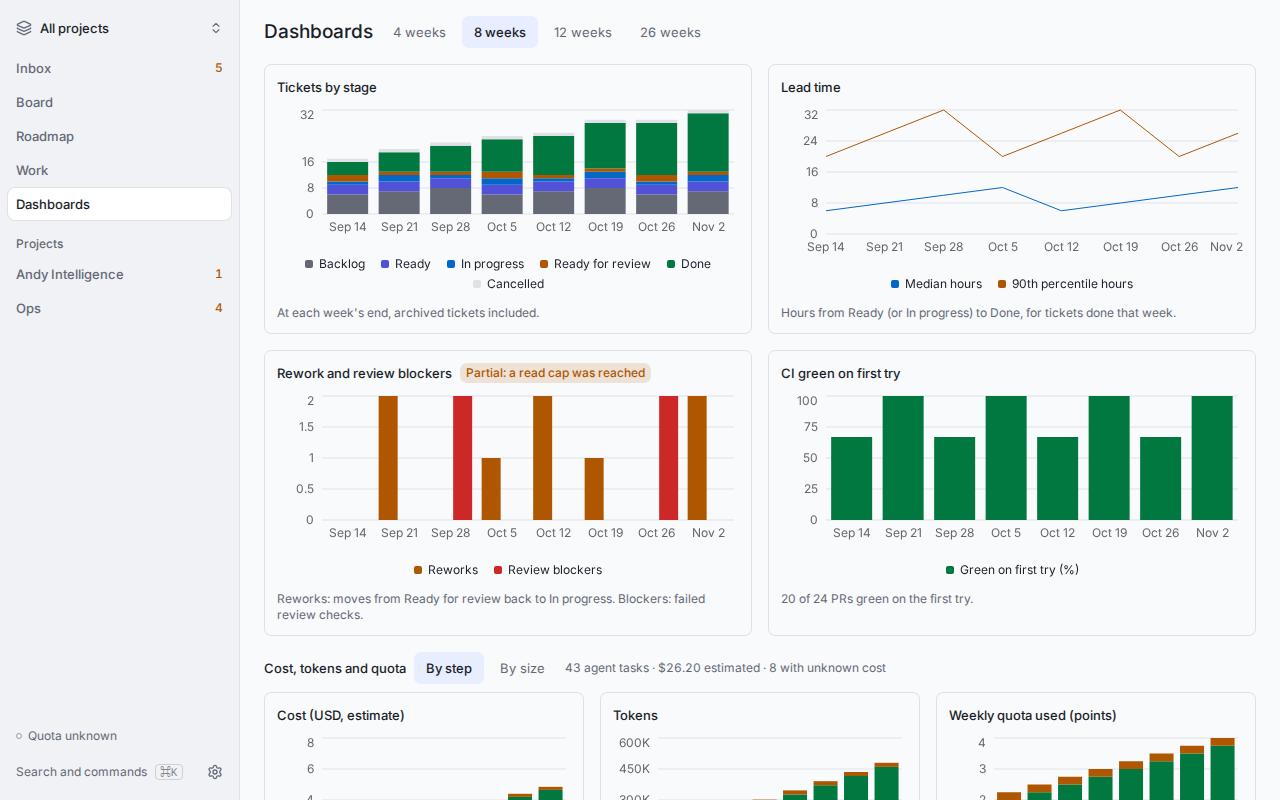 All projects
Inbox 5
Board
Roadmap
Work
Dashboards
Projects
Andy Intelligence 1
Ops 4
Quota unknown
Search and commands ⌘K
Dashboards 4 weeks 8 weeks 12 weeks 26 weeks
Tickets by stage
32
16
8
0
Sep 14 Sep 21 Sep 28 Oct 5 Oct 12 Oct 19 Oct 26 Nov 2
Backlog Ready In progress Ready for review Done
Cancelled
At each week's end, archived tickets included.
Lead time
32
24
16
8
0
Sep 14 Sep 21 Sep 28 Oct 5 Oct 12 Oct 19 Oct 26 Nov 2
Median hours 90th percentile hours
Hours from Ready (or In progress) to Done, for tickets done that week.
Rework and review blockers Partial: a read cap was reached
2
1.5
1
0.5
0
Sep 14 Sep 21 Sep 28 Oct 5 Oct 12 Oct 19 Oct 26 Nov 2
Reworks Review blockers
Reworks: moves from Ready for review back to In progress. Blockers: failed
review checks.
CI green on first try
100
75
50
25
0
Sep 14 Sep 21 Sep 28 Oct 5 Oct 12 Oct 19 Oct 26 Nov 2
Green on first try (%)
20 of 24 PRs green on the first try.
Cost, tokens and quota By step By size 43 agent tasks · $26.20 estimated · 8 with unknown cost
Cost (USD, estimate)
8
6
4
Tokens
600K
450K
300K
Weekly quota used (points)
4
3
2